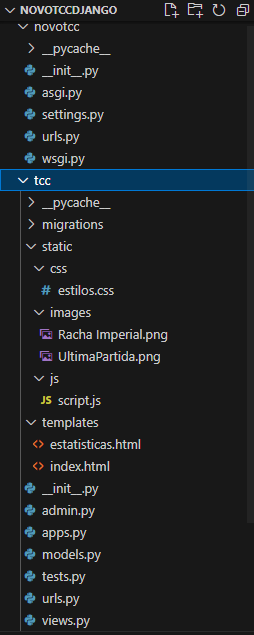 NOVOTCCDJANGO
novotcc
__pycache__
__init__.py
asgi.py
settings.py
urls.py
wsgi.py
tcc
__pycache__
migrations
static
css
# estilos.css
images
Racha Imperial.png
UltimaPartida.png
js
JS script.js
templates
<> estatisticas.html
<> index.html
__init__.py
admin.py
apps.py
models.py
tests.py
urls.py
views.py